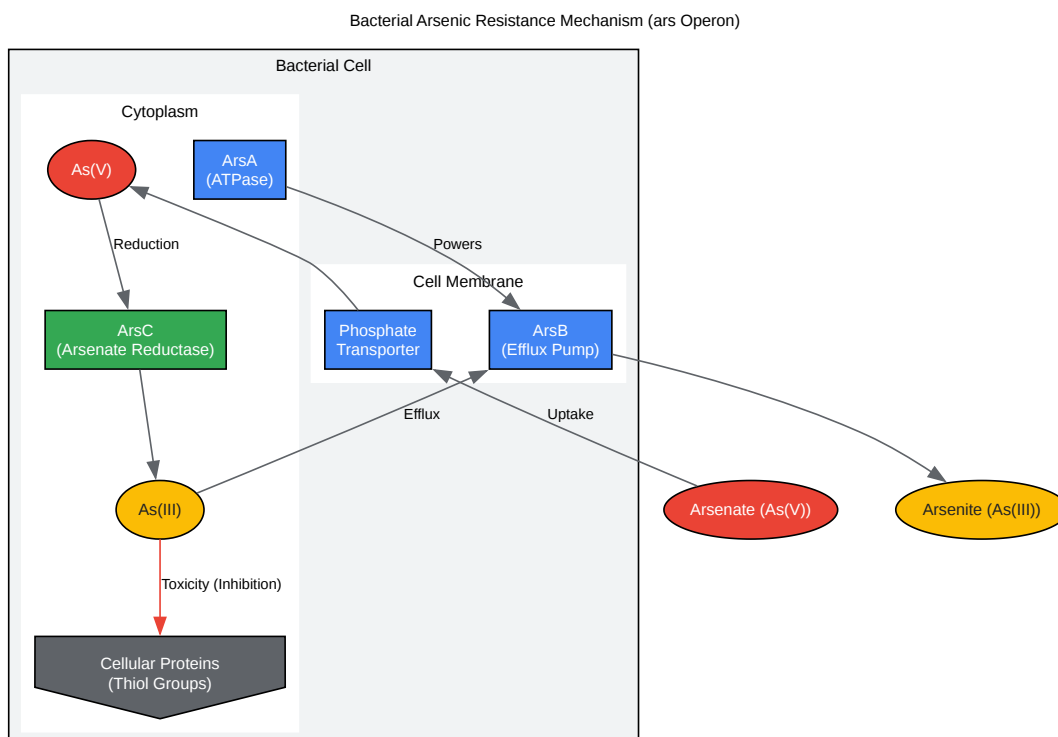 Bacterial Arsenic Resistance Mechanism (ars Operon)
Bacterial Cell
Cytoplasm
As(V)
ArsA
(ATPase)
Reduction
Powers
Cell Membrane
ArsC
(Arsenate Reductase)
Phosphate
Transporter
ArsB
(Efflux Pump)
Efflux
Uptake
As(III)
Arsenate (As(V))
Arsenite (As(III))
Toxicity (Inhibition)
Cellular Proteins
(Thiol Groups)